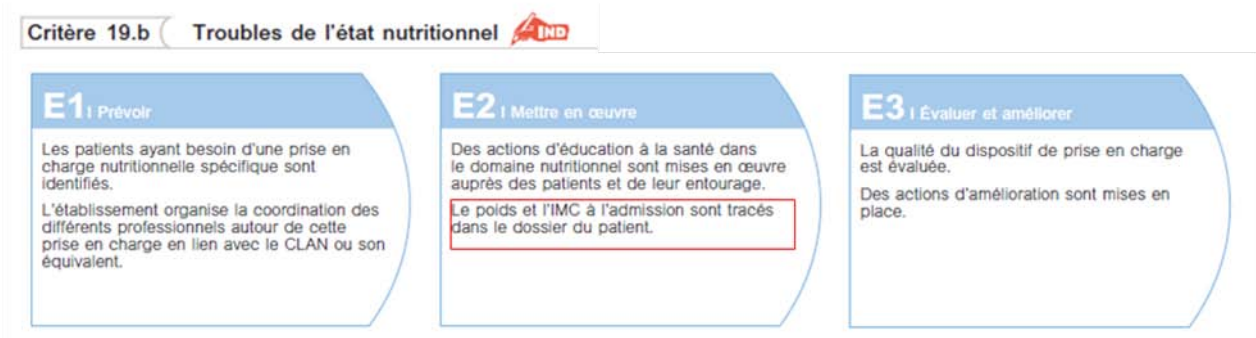 Critère 19.b Troubles de l'état nutritionnel IND
E1 I Prévoir
Les patients ayant besoin d'une prise en
charge nutritionnelle spécifique sont
identifiés.
L'établissement organise la coordination des
différents professionnels autour de cette
prise en charge en lien avec le CLAN ou son
équivalent.
E2 I Mettre en œuvre
Des actions d'éducation à la santé dans
le domaine nutritionnel sont mises en œuvre
auprès des patients et de leur entourage.
Le poids et l'IMC à l'admission sont tracés
dans le dossier du patient.
E3 I Évaluer et améliorer
La qualité du dispositif de prise en charge
est évaluée.
Des actions d'amélioration sont mises en
place.